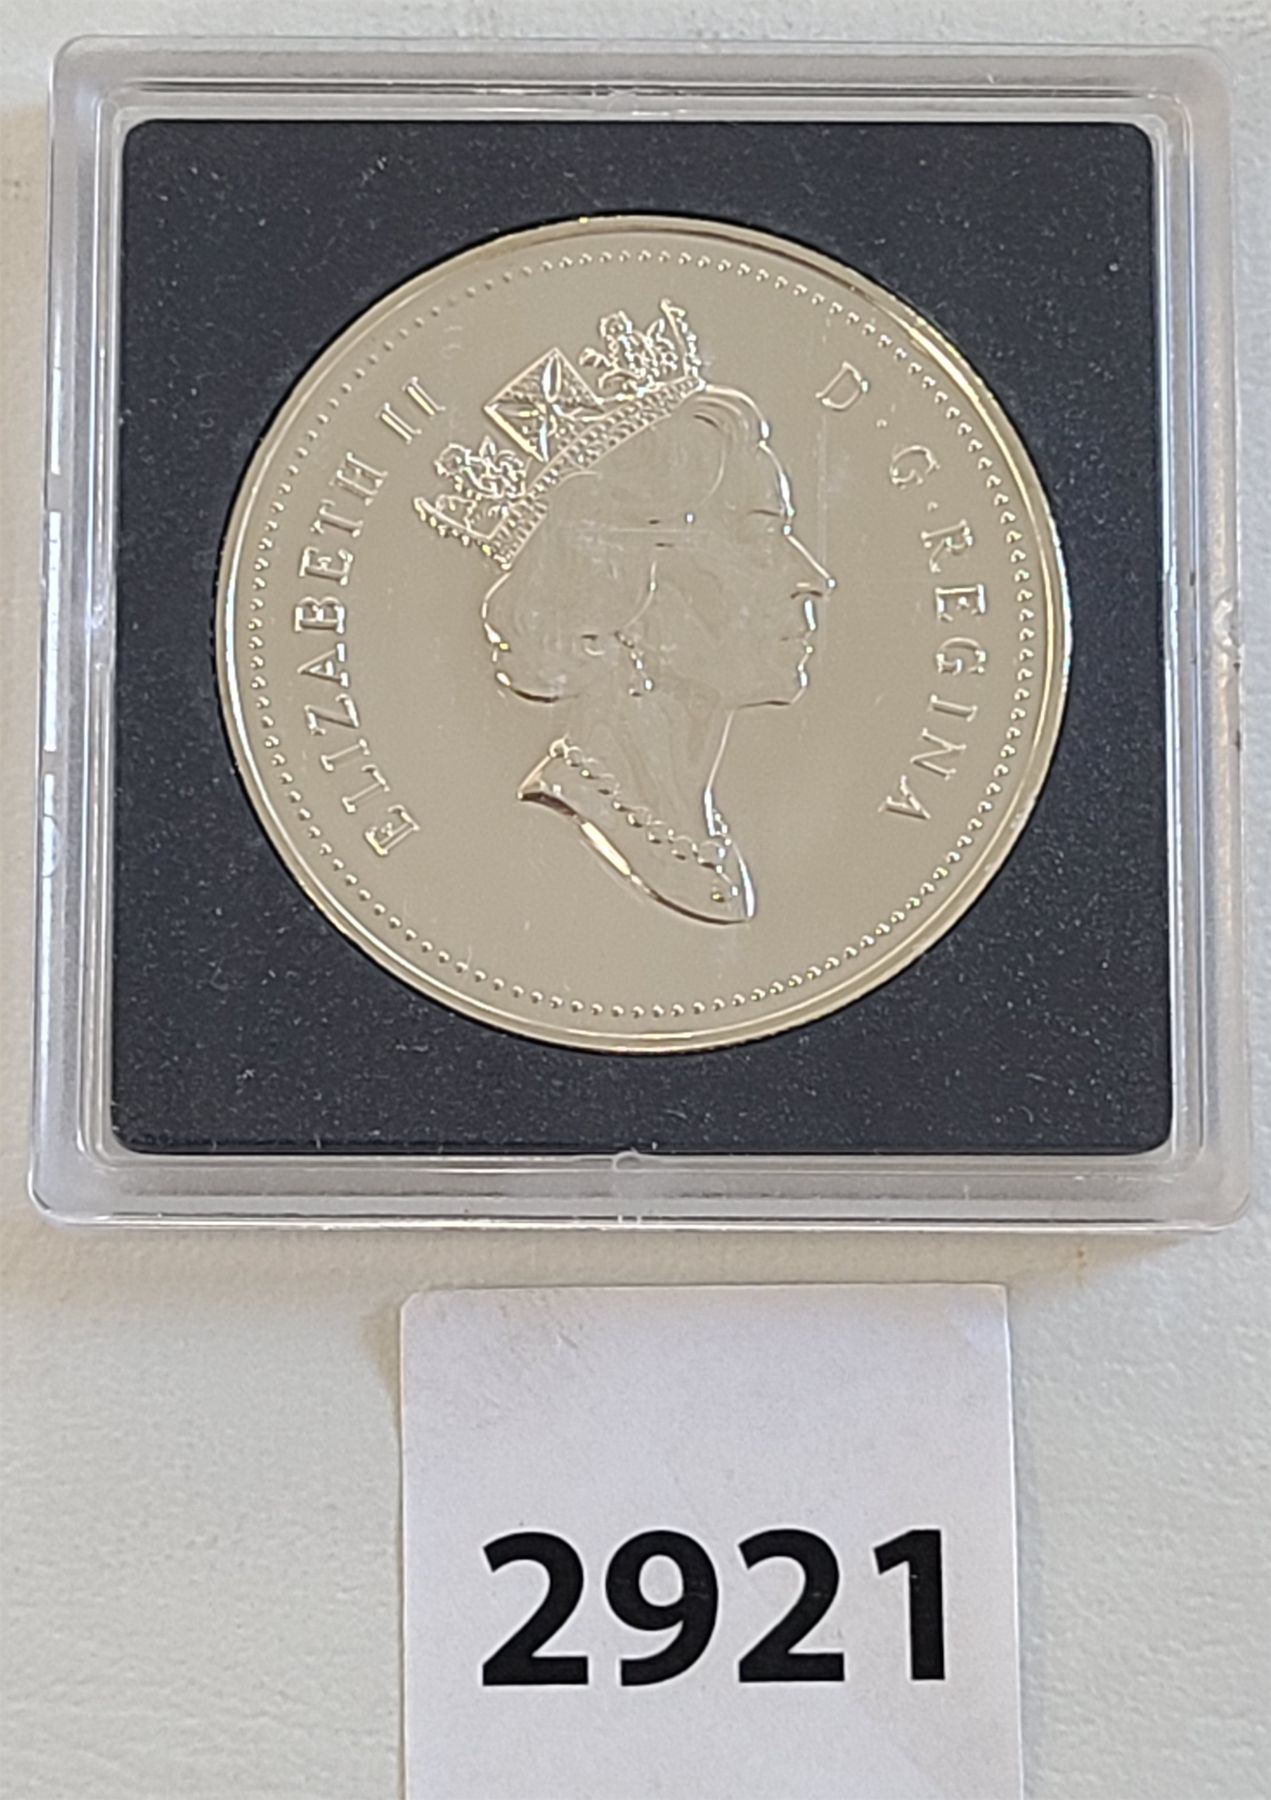 ELIZABETH II
D·G·REGINA
2921